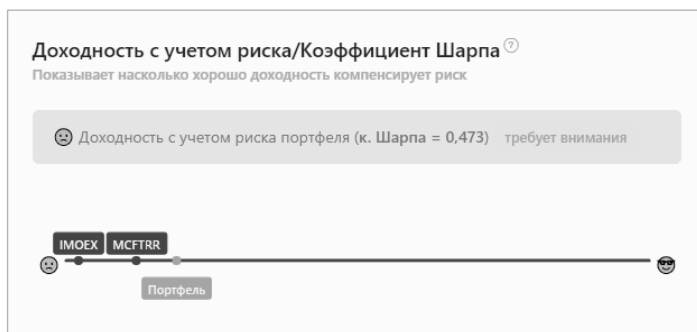 Доходность с учетом риска/Коэффициент Шарпа ?
Показывает насколько хорошо доходность компенсирует риск
Доходность с учетом риска портфеля (к. Шарпа = 0,473) требует внимания
IMOEX MCFTRR
Портфель